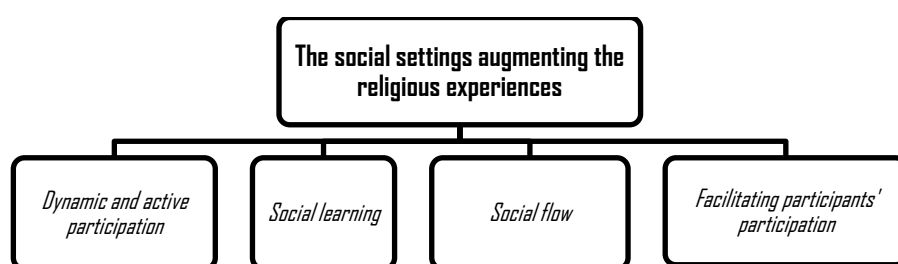 The social settings augmenting the
religious experiences
Dynamic and active
participation
Social learning
Social flow
Facilitating participants'
participation